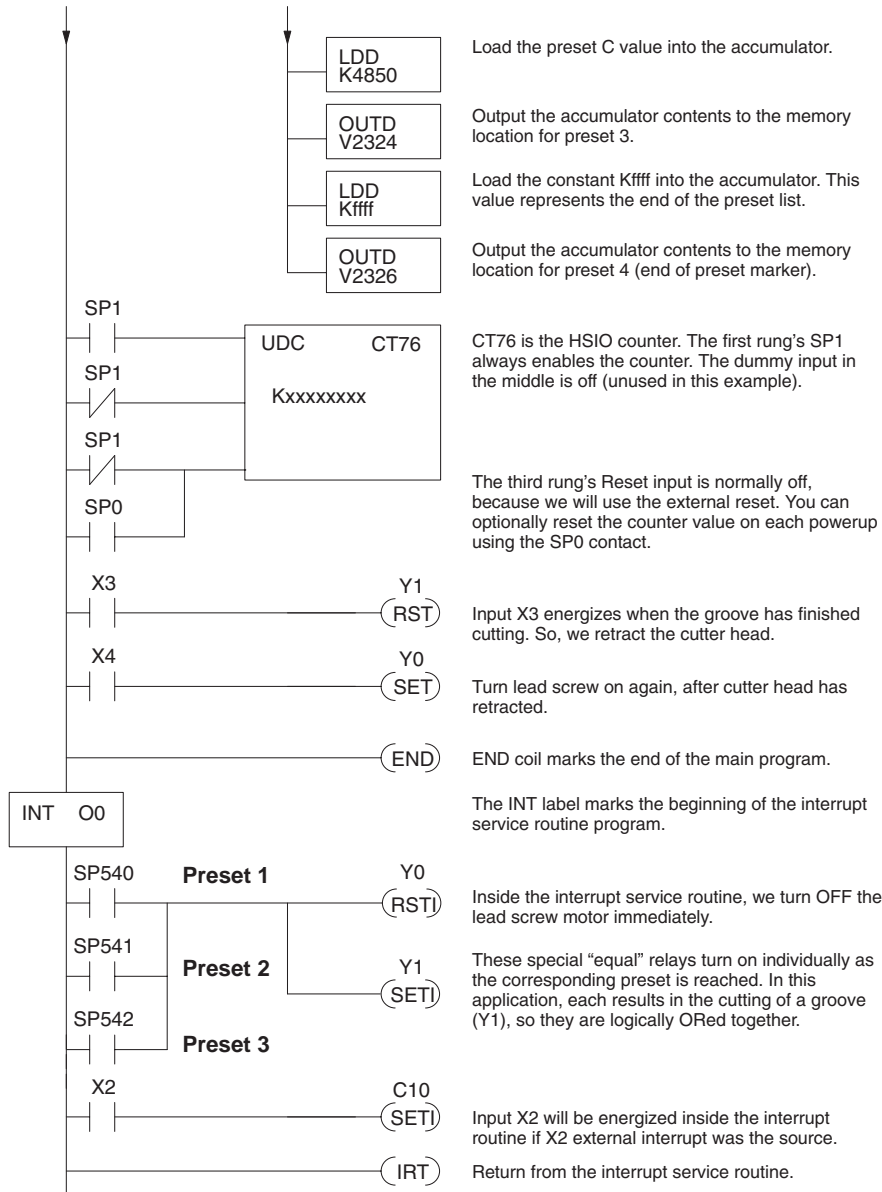 LDD
K4850
Load the preset C value into the accumulator.
OUTD
V2324
Output the accumulator contents to the memory
location for preset 3.
LDD
Kffff
Load the constant Kffff into the accumulator. This
value represents the end of the preset list.
OUTD
V2326
Output the accumulator contents to the memory
location for preset 4 (end of preset marker).
SP1
UDC CT76
Kxxxxxxxx
SP1
SP1
SP0
CT76 is the HSIO counter. The first rung's SP1
always enables the counter. The dummy input in
the middle is off (unused in this example).
The third rung's Reset input is normally off,
because we will use the external reset. You can
optionally reset the counter value on each powerup
using the SP0 contact.
X3
Y1
RST
Input X3 energizes when the groove has finished
cutting. So, we retract the cutter head.
X4
Y0
SET
Turn lead screw on again, after cutter head has
retracted.
END
END coil marks the end of the main program.
INT O0
The INT label marks the beginning of the interrupt
service routine program.
SP540
Preset 1
Y0
RSTI
Inside the interrupt service routine, we turn OFF the
lead screw motor immediately.
SP541
Preset 2
Y1
SETI
These special “equal” relays turn on individually as
the corresponding preset is reached. In this
application, each results in the cutting of a groove
(Y1), so they are logically ORed together.
SP542
Preset 3
X2
C10
SETI
Input X2 will be energized inside the interrupt
routine if X2 external interrupt was the source.
IRT
Return from the interrupt service routine.